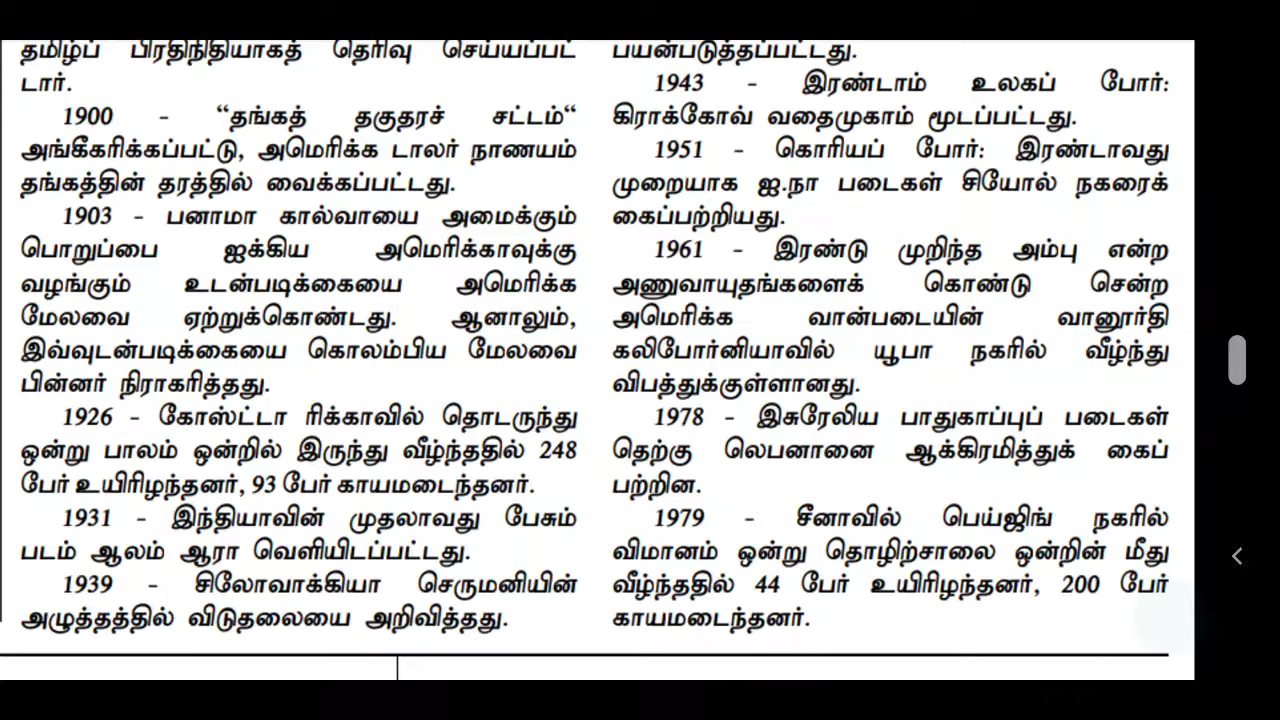 தமிழ்ப் பிரதிநிதியாகத் தெரிவு செய்யப்பட்
டார்.
1900 - “தங்கத் தகுதரச் சட்டம்“
அங்கீகரிக்கப்பட்டு, அமெரிக்க டாலர் நாணயம்
தங்கத்தின் தரத்தில் வைக்கப்பட்டது.
1903 - பனாமா கால்வாயை அமைக்கும்
பொறுப்பை ஐக்கிய அமெரிக்காவுக்கு
வழங்கும் உடன்படிக்கையை அமெரிக்க
மேலவை ஏற்றுக்கொண்டது. ஆனாலும்,
இவ்வுடன்படிக்கையை கொலம்பிய மேலவை
பின்னர் நிராகரித்தது.
1926 - கோஸ்ட்டா ரிக்காவில் தொடருந்து
ஒன்று பாலம் ஒன்றில் இருந்து வீழ்ந்ததில் 248
பேர் உயிரிழந்தனர், 93 பேர் காயமடைந்தனர்.
1931 - இந்தியாவின் முதலாவது பேசும்
படம் ஆலம் ஆரா வெளியிடப்பட்டது.
1939 - சிலோவாக்கியா செருமனியின்
அழுத்தத்தில் விடுதலையை அறிவித்தது.
பயன்படுத்தப்பட்டது.
1943 - இரண்டாம் உலகப் போர்:
கிராக்கோவ் வதைமுகாம் மூடப்பட்டது.
1951 - கொரியப் போர்: இரண்டாவது
முறையாக ஐ.நா படைகள் சியோல் நகரைக்
கைப்பற்றியது.
1961 - இரண்டு முறிந்த அம்பு என்ற
அணுவாயுதங்களைக் கொண்டு சென்ற
அமெரிக்க வான்படையின் வானூர்தி
கலிபோர்னியாவில் யூபா நகரில் வீழ்ந்து
விபத்துக்குள்ளானது.
1978 - இசுரேலிய பாதுகாப்புப் படைகள்
தெற்கு லெபனானை ஆக்கிரமித்துக் கைப்
பற்றின.
1979 - சீனாவில் பெய்ஜிங் நகரில்
விமானம் ஒன்று தொழிற்சாலை ஒன்றின் மீது
வீழ்ந்ததில் 44 பேர் உயிரிழந்தனர், 200 பேர்
காயமடைந்தனர்.